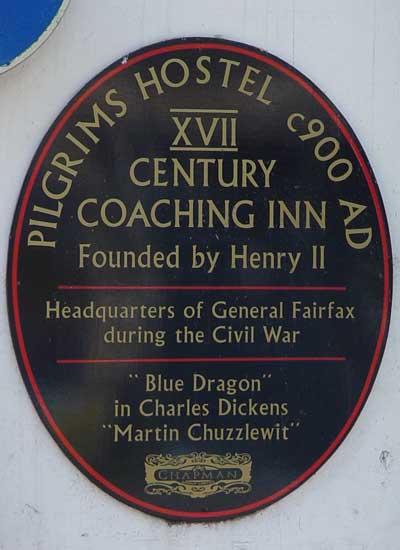 PILGRIMS HOSTEL c900 AD
XVII
CENTURY
COACHING INN
Founded by Henry II
Headquarters of General Fairfax
during the Civil War
"Blue Dragon"
in Charles Dickens
"Martin Chuzzlewit"
CHAPMAN